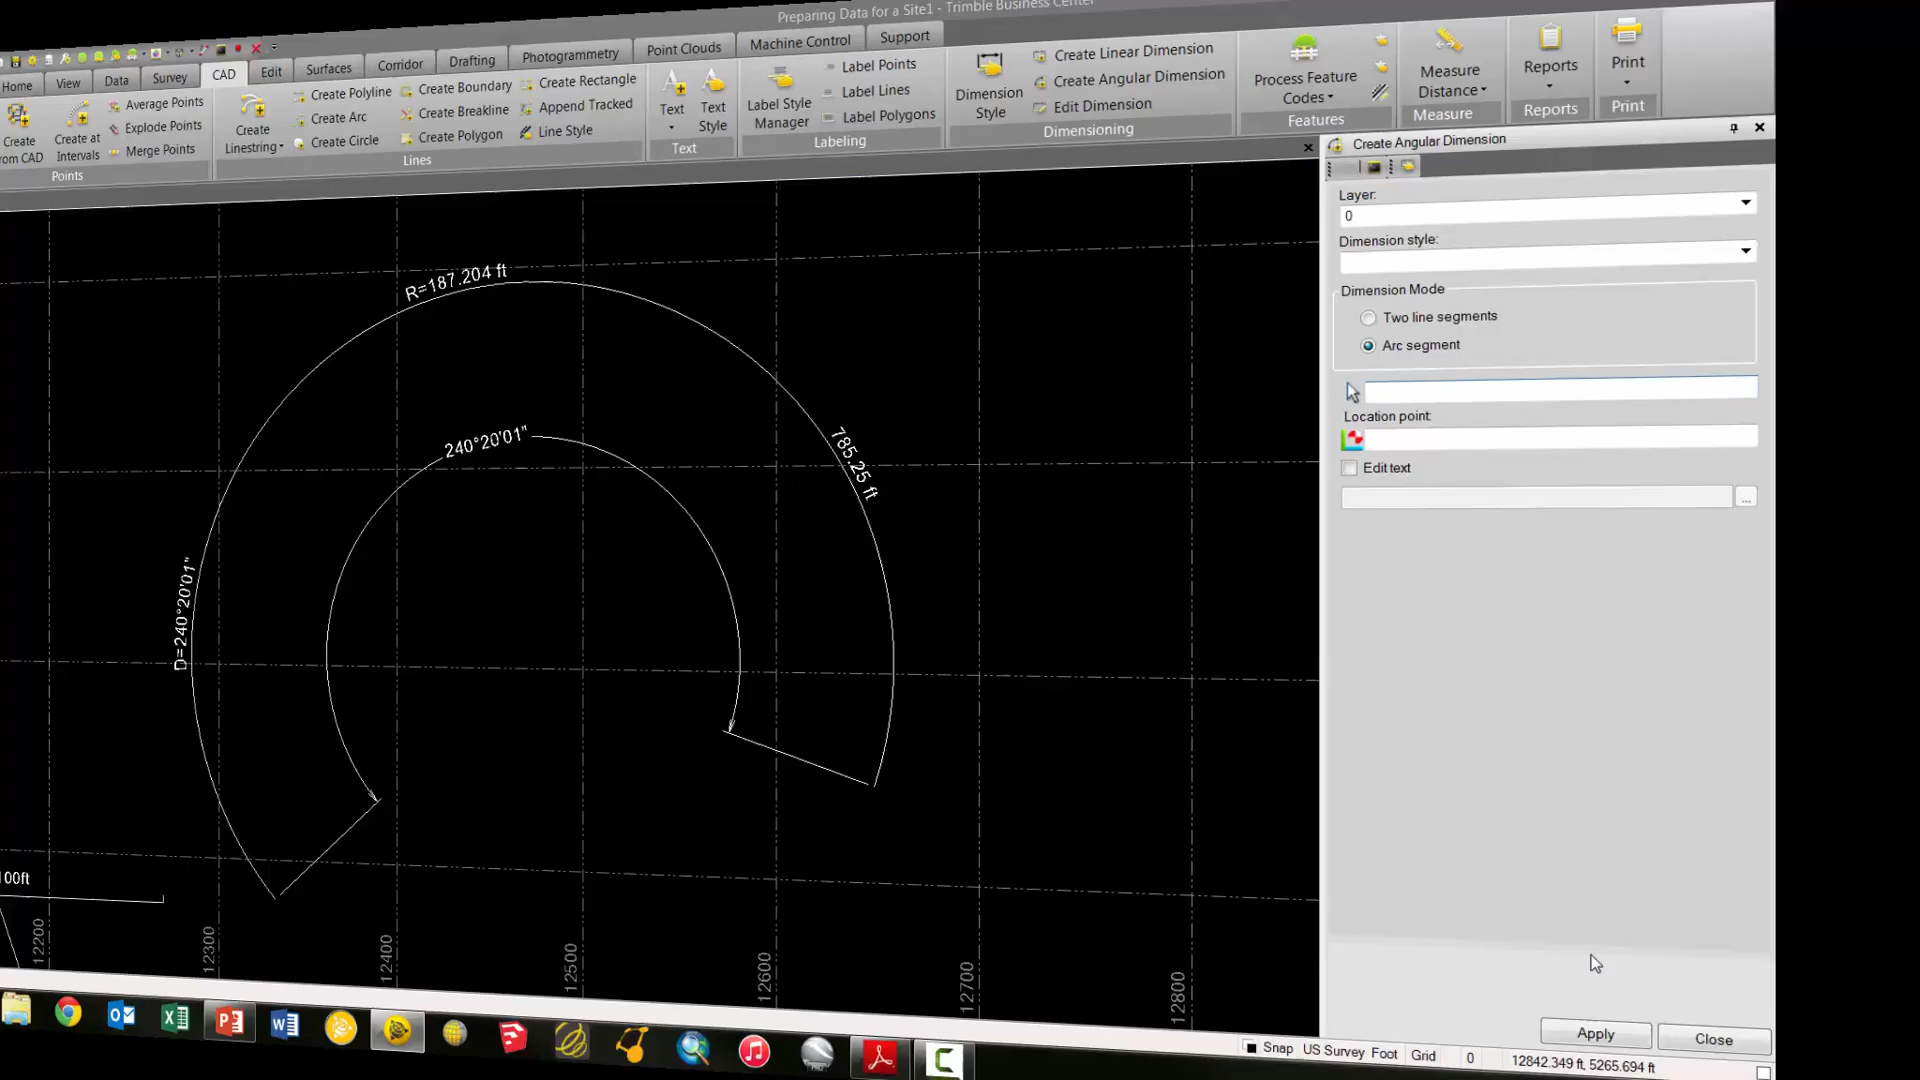 Preparing Data for a Site1 - Trimble Business Center
Home View Data Survey CAD Edit Surfaces Corridor Drafting Photogrammetry Point Clouds Machine Control Support
Create
from CAD
Create at
Intervals
Average Points
Explode Points
Merge Points
Points
Create
Linestring
Create Polyline
Create Arc
Create Circle
Create Boundary
Create Breakline
Create Polygon
Create Rectangle
Append Tracked
Line Style
Lines
Text
Text
Style
Text
Label Style
Manager
Label Points
Label Lines
Label Polygons
Labeling
Dimension
Style
Create Linear Dimension
Create Angular Dimension
Edit Dimension
Dimensioning
Process Feature
Codes
Features
Measure
Distance
Measure
Reports
Reports
Print
Print
Create Angular Dimension
Layer:
0
Dimension style:
Dimension Mode
Two line segments
Arc segment
Location point:
Edit text
...
Apply
Close
R=187.204 ft
240°20'01"
785.25 ft
D=240°20'01"
100ft
12200
12300
12400
12500
12600
12700
12800
Snap US Survey Foot Grid 0 12842.349 ft, 5265.694 ft